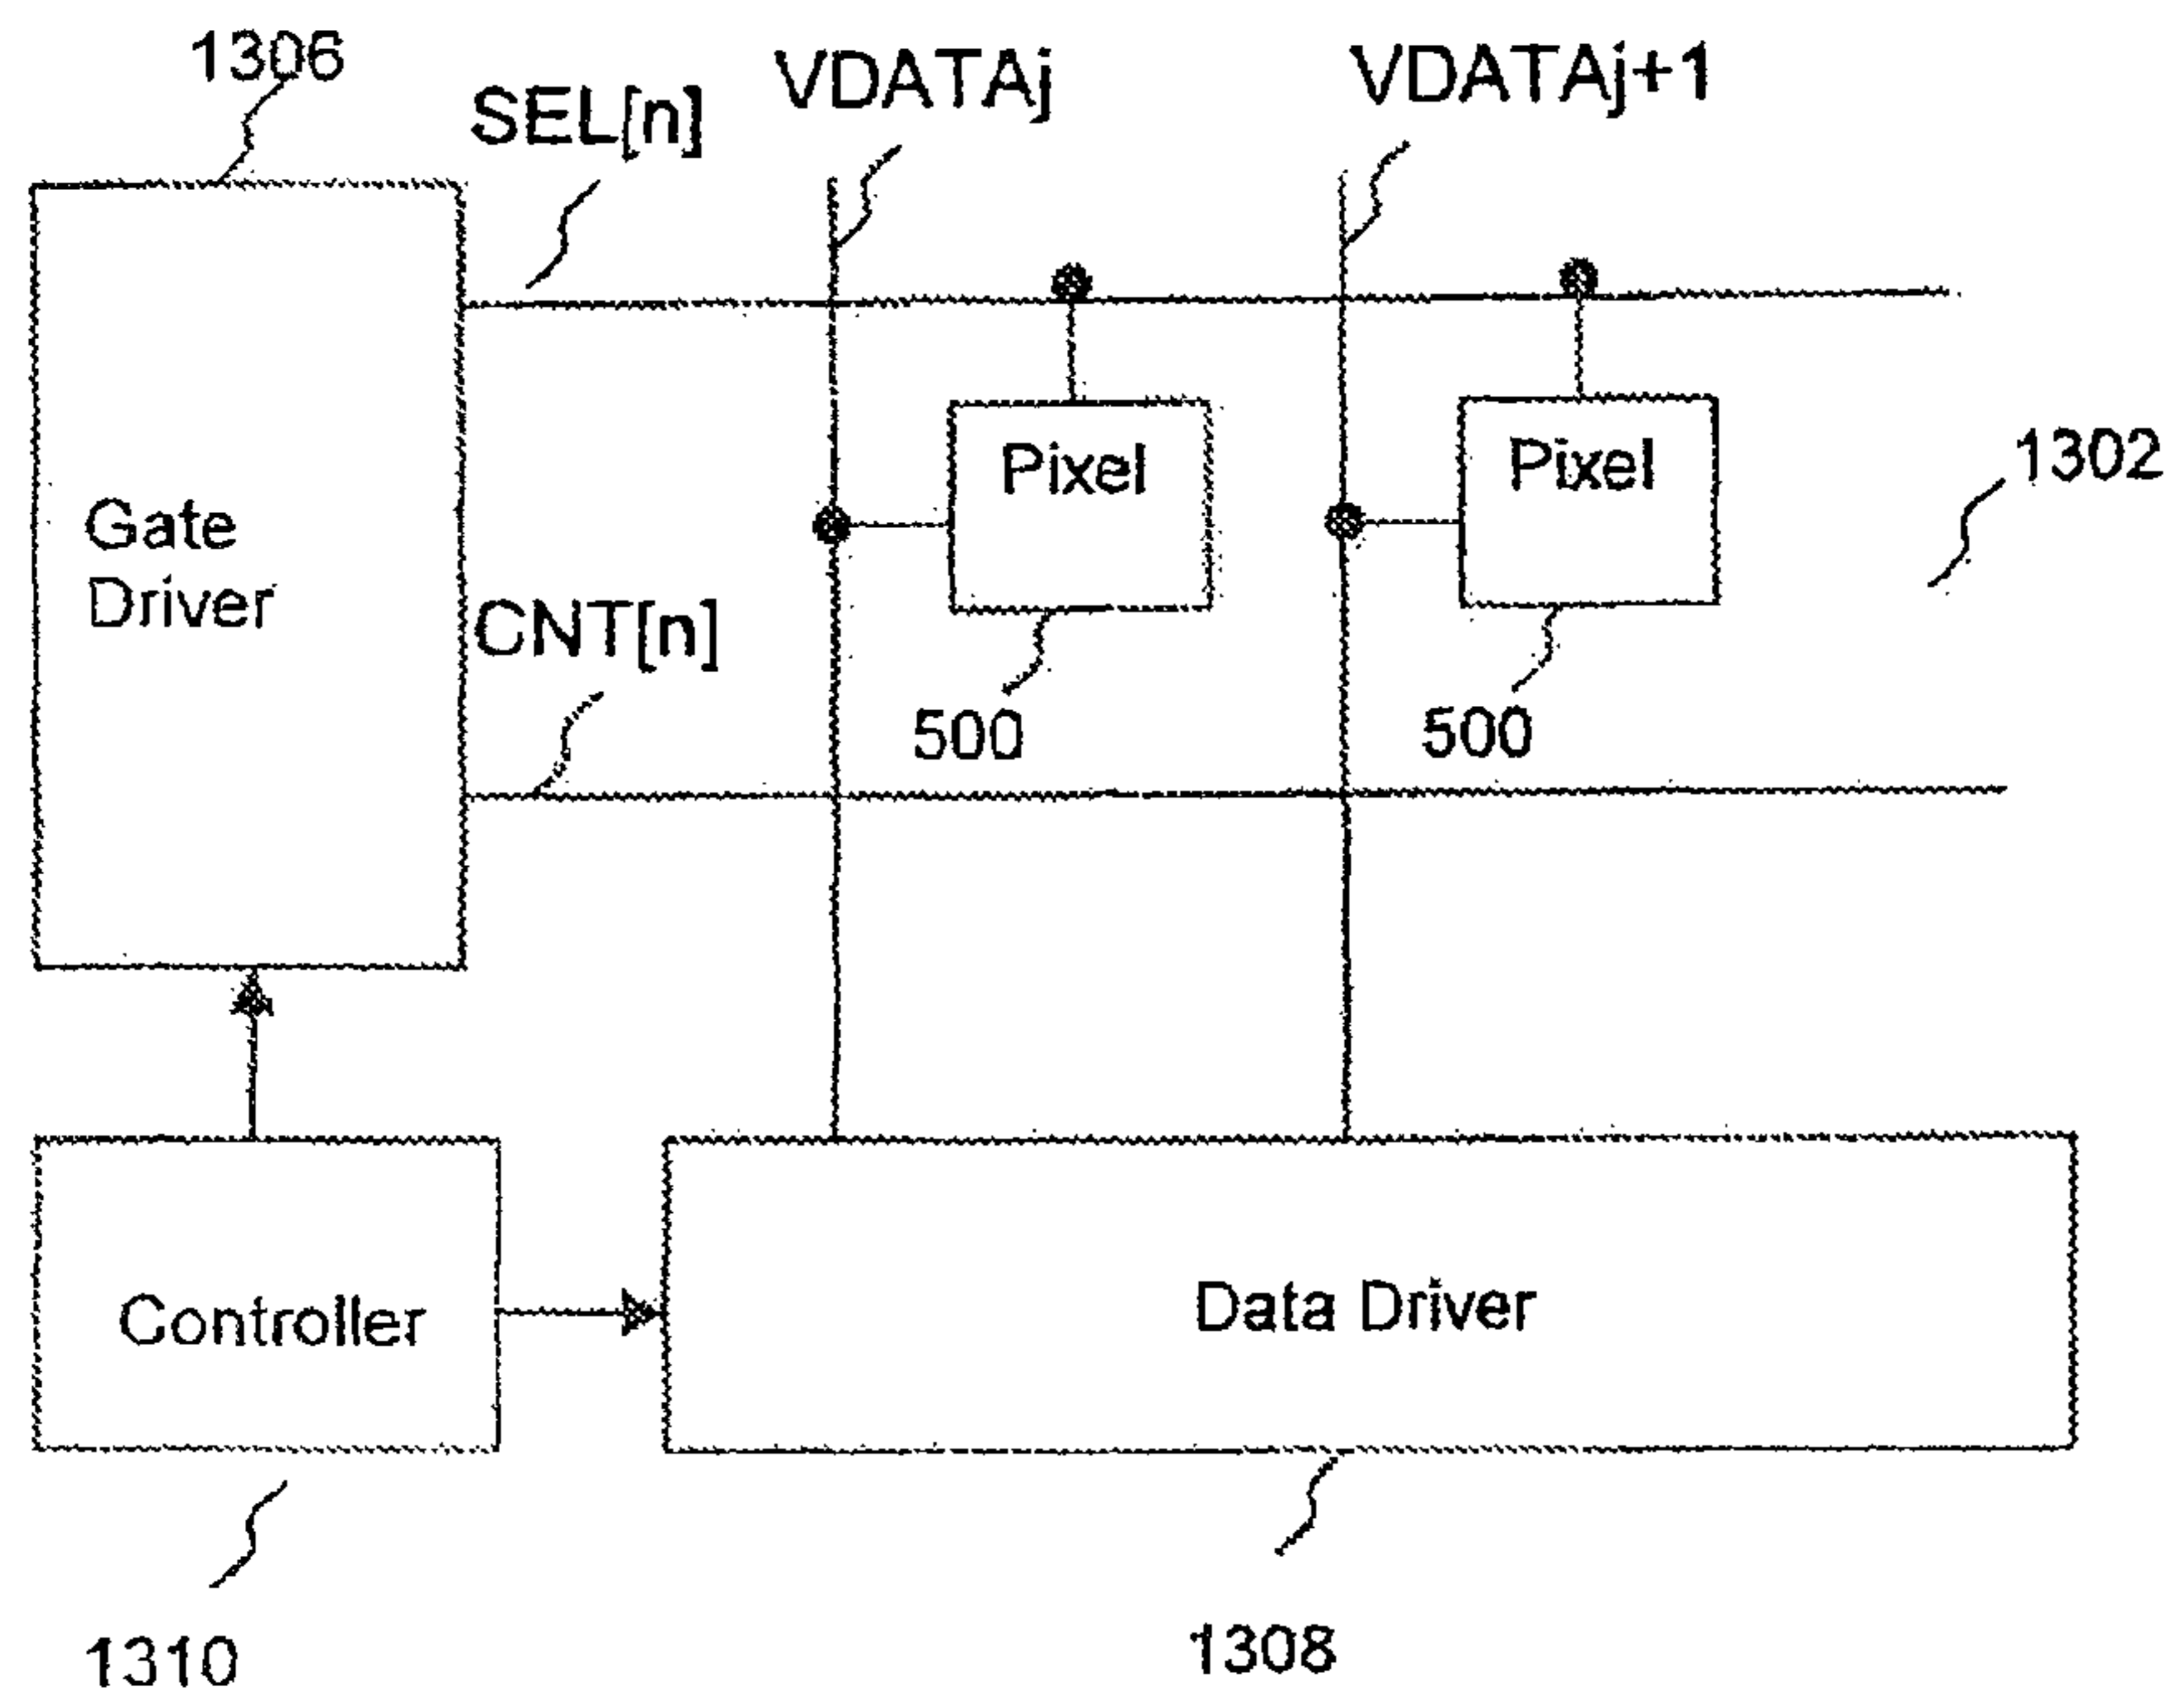 1306
SEL[n]
VDATAj
VDATAj+1
Pixel
Pixel
1302
Gate
Driver
CNT[n]
500
500
Controller
Data Driver
1310
1308